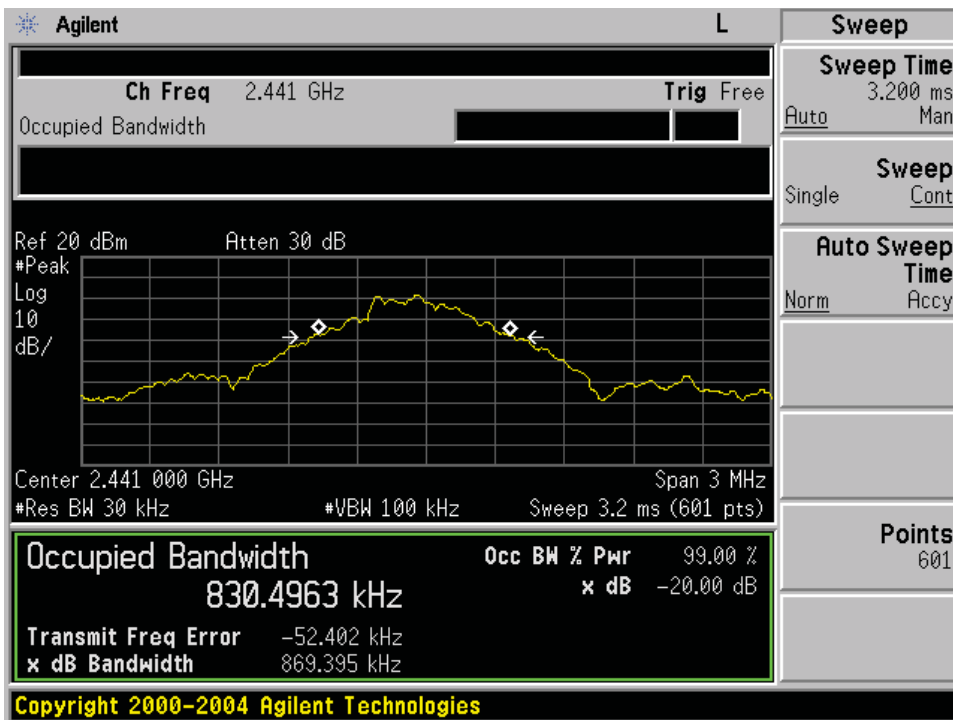 Agilent L
Ch Freq 2.441 GHz Trig Free
Occupied Bandwidth
Ref 20 dBm Atten 30 dB
#Peak
Log
10
dB/
Center 2.441 000 GHz Span 3 MHz
#Res BW 30 kHz #VBW 100 kHz Sweep 3.2 ms (601 pts)
Occupied Bandwidth Occ BW % Pwr 99.00 %
830.4963 kHz x dB -20.00 dB
Transmit Freq Error -52.402 kHz
x dB Bandwidth 869.395 kHz
Copyright 2000-2004 Agilent Technologies
Sweep
Sweep Time
3.200 ms
Auto Man
Sweep
Single Cont
Auto Sweep
Time
Norm Accy
Points
601